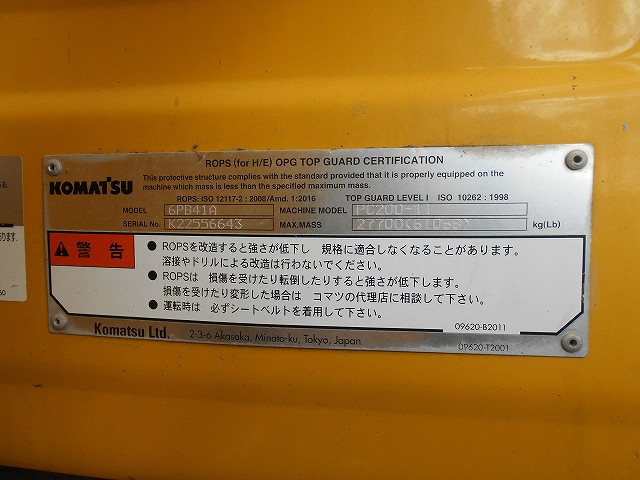 ROPS (for H/E) OPG TOP GUARD CERTIFICATION
KOMATSU
This protective structure complies with the standard provided that it is properly equipped on the
machine which mass is less than the specified maximum mass.
ROPS: ISO 12117-2 : 2008/Amd. 1:2016 TOP GUARD LEVEL I ISO 10262 : 1998
MODEL 6PB41A MACHINE MODEL PC200-11
SERIAL No. K22556643 MAX.MASS 27700(61068) kg(Lb)
警告
● ROPSを改造すると強さが低下し 規格に適合しなくなることがあります。
溶接やドリルによる改造は行わないでください。
● ROPSは 損傷を受けたり転倒したりすると強さが低下します。
損傷を受けたり変形した場合は コマツの代理店に相談して下さい。
● 運転時は 必ずシートベルトを着用して下さい。
09620-B2011
Komatsu Ltd. 2-3-6 Akasaka, Minato-ku, Tokyo, Japan
09620-T2001